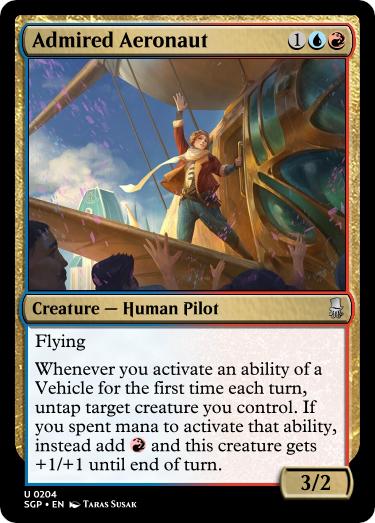 Admired Aeronaut 1
Creature — Human Pilot
Flying
Whenever you activate an ability of a
Vehicle for the first time each turn,
untap target creature you control. If
you spent mana to activate that ability,
instead add and this creature gets
+1/+1 until end of turn.
3/2
U 0204
SGP • EN Taras Susak